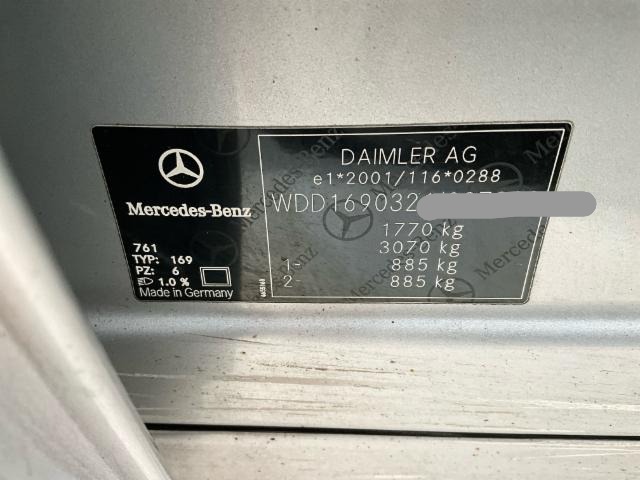 Mercedes-Benz
761
TYP: 169
PZ: 6
1.0 %
Made in Germany
DAIMLER AG
e1*2001/116*0288
WDD169032
1770 kg
3070 kg
1- 885 kg
2- 885 kg